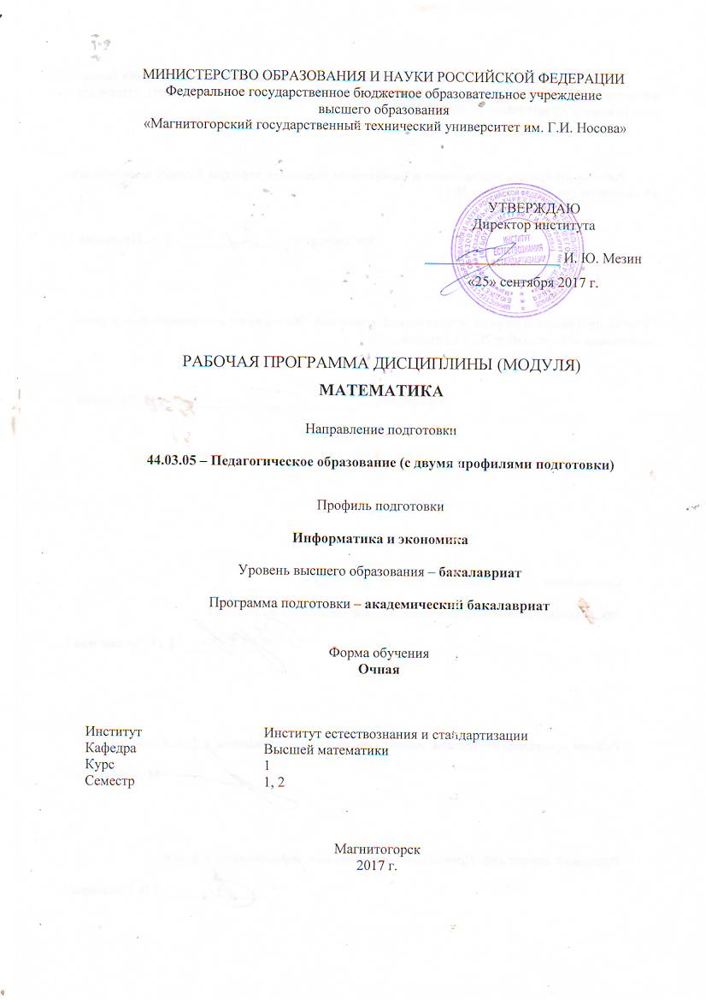 МИНИСТЕРСТВО ОБРАЗОВАНИЯ И НАУКИ РОССИЙСКОЙ ФЕДЕРАЦИИ
Федеральное государственное бюджетное образовательное учреждение
высшего образования
«Магнитогорский государственный технический университет им. Г.И. Носова»
УТВЕРЖДАЮ
Директор института
И. Ю. Мезин
«25» сентября 2017 г.
ИНСТИТУТ
ЕСТЕСТВОЗНАНИЯ
И СТАНДАРТИЗАЦИИ
РАБОЧАЯ ПРОГРАММА ДИСЦИПЛИНЫ (МОДУЛЯ)
МАТЕМАТИКА
Направление подготовки
44.03.05 – Педагогическое образование (с двумя профилями подготовки)
Профиль подготовки
Информатика и экономика
Уровень высшего образования – бакалавриат
Программа подготовки – академический бакалавриат
Форма обучения
Очная
Институт Институт естествознания и стандартизации
Кафедра Высшей математики
Курс 1
Семестр 1, 2
Магнитогорск
2017 г.